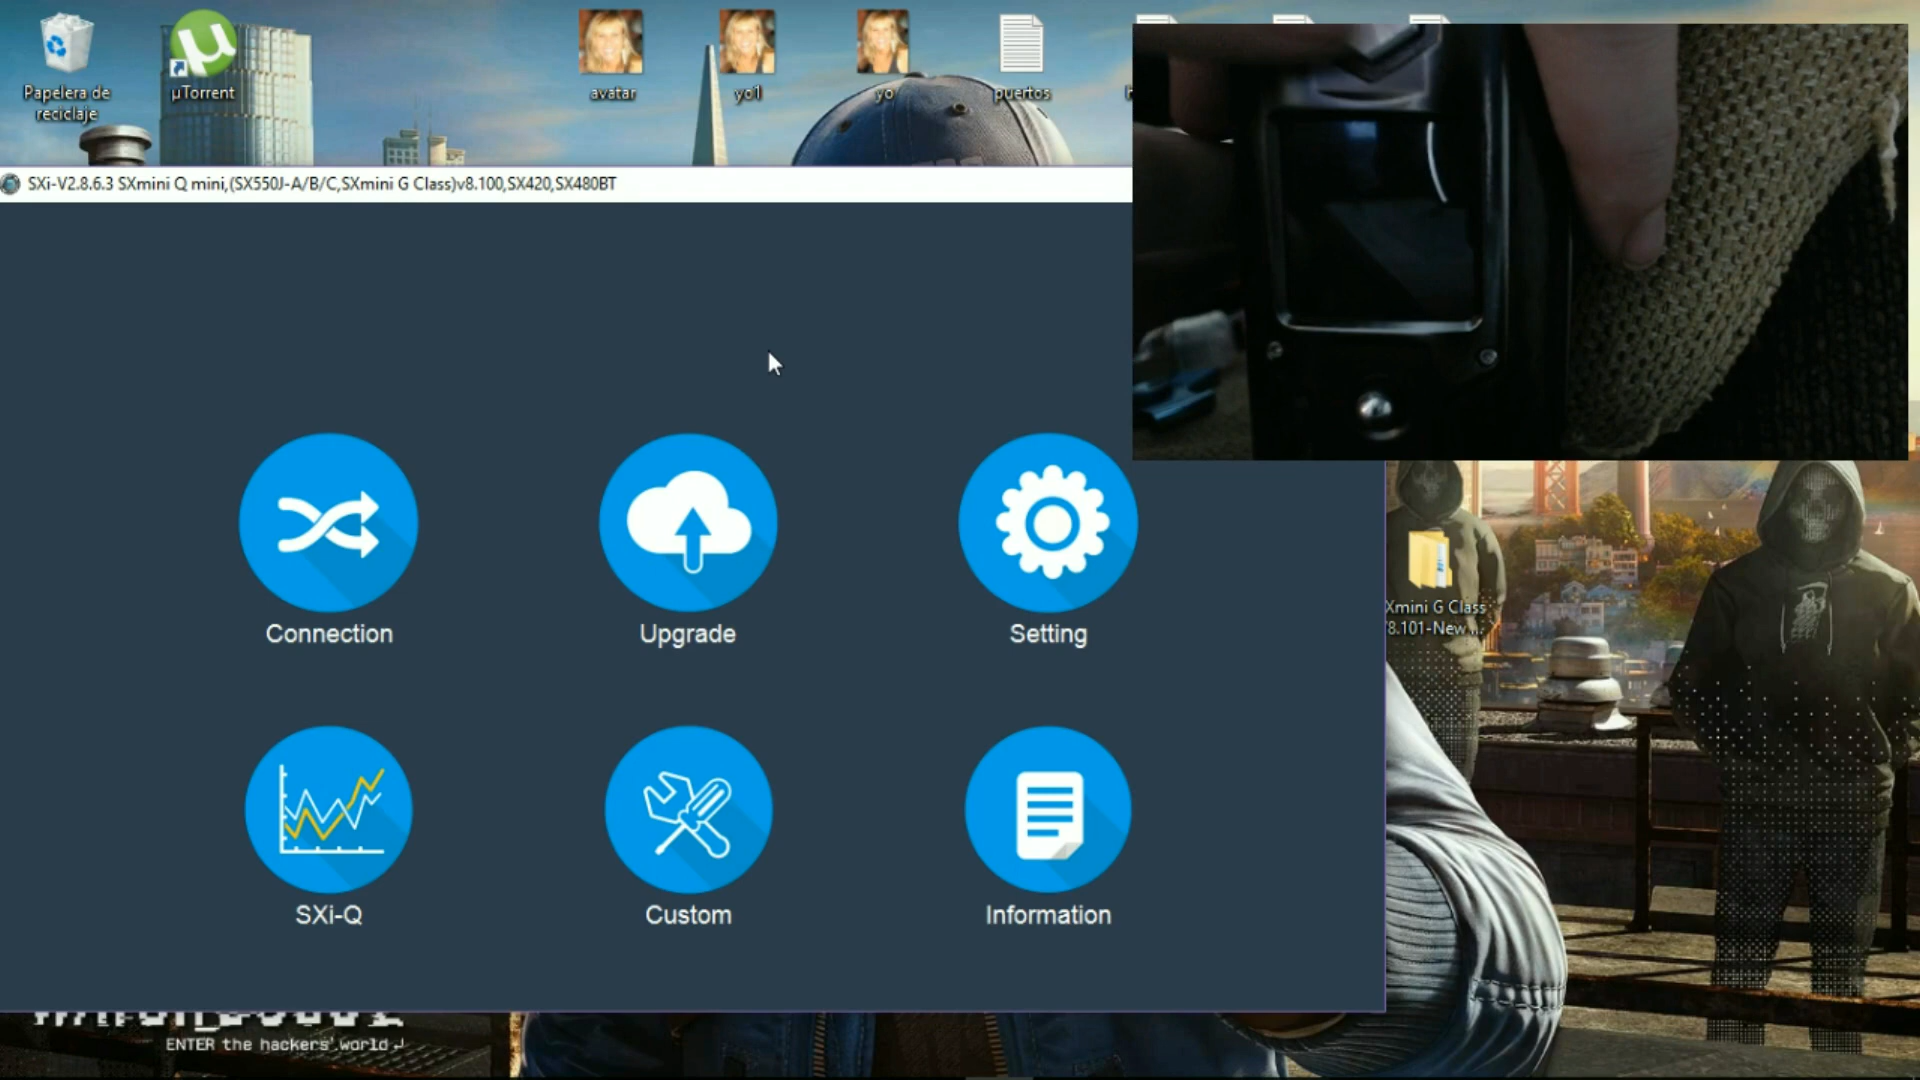 Papelera de
reciclaje
µTorrent
avatar
yo1
yo
puertos
SXi-V2.8.6.3 SXmini Q mini,(SX550J-A/B/C,SXmini G Class)v8.100,SX420,SX480BT
Connection
Upgrade
Setting
Xmini G Class
8.101-New ...
SXi-Q
Custom
Information
ENTER the hackers' world